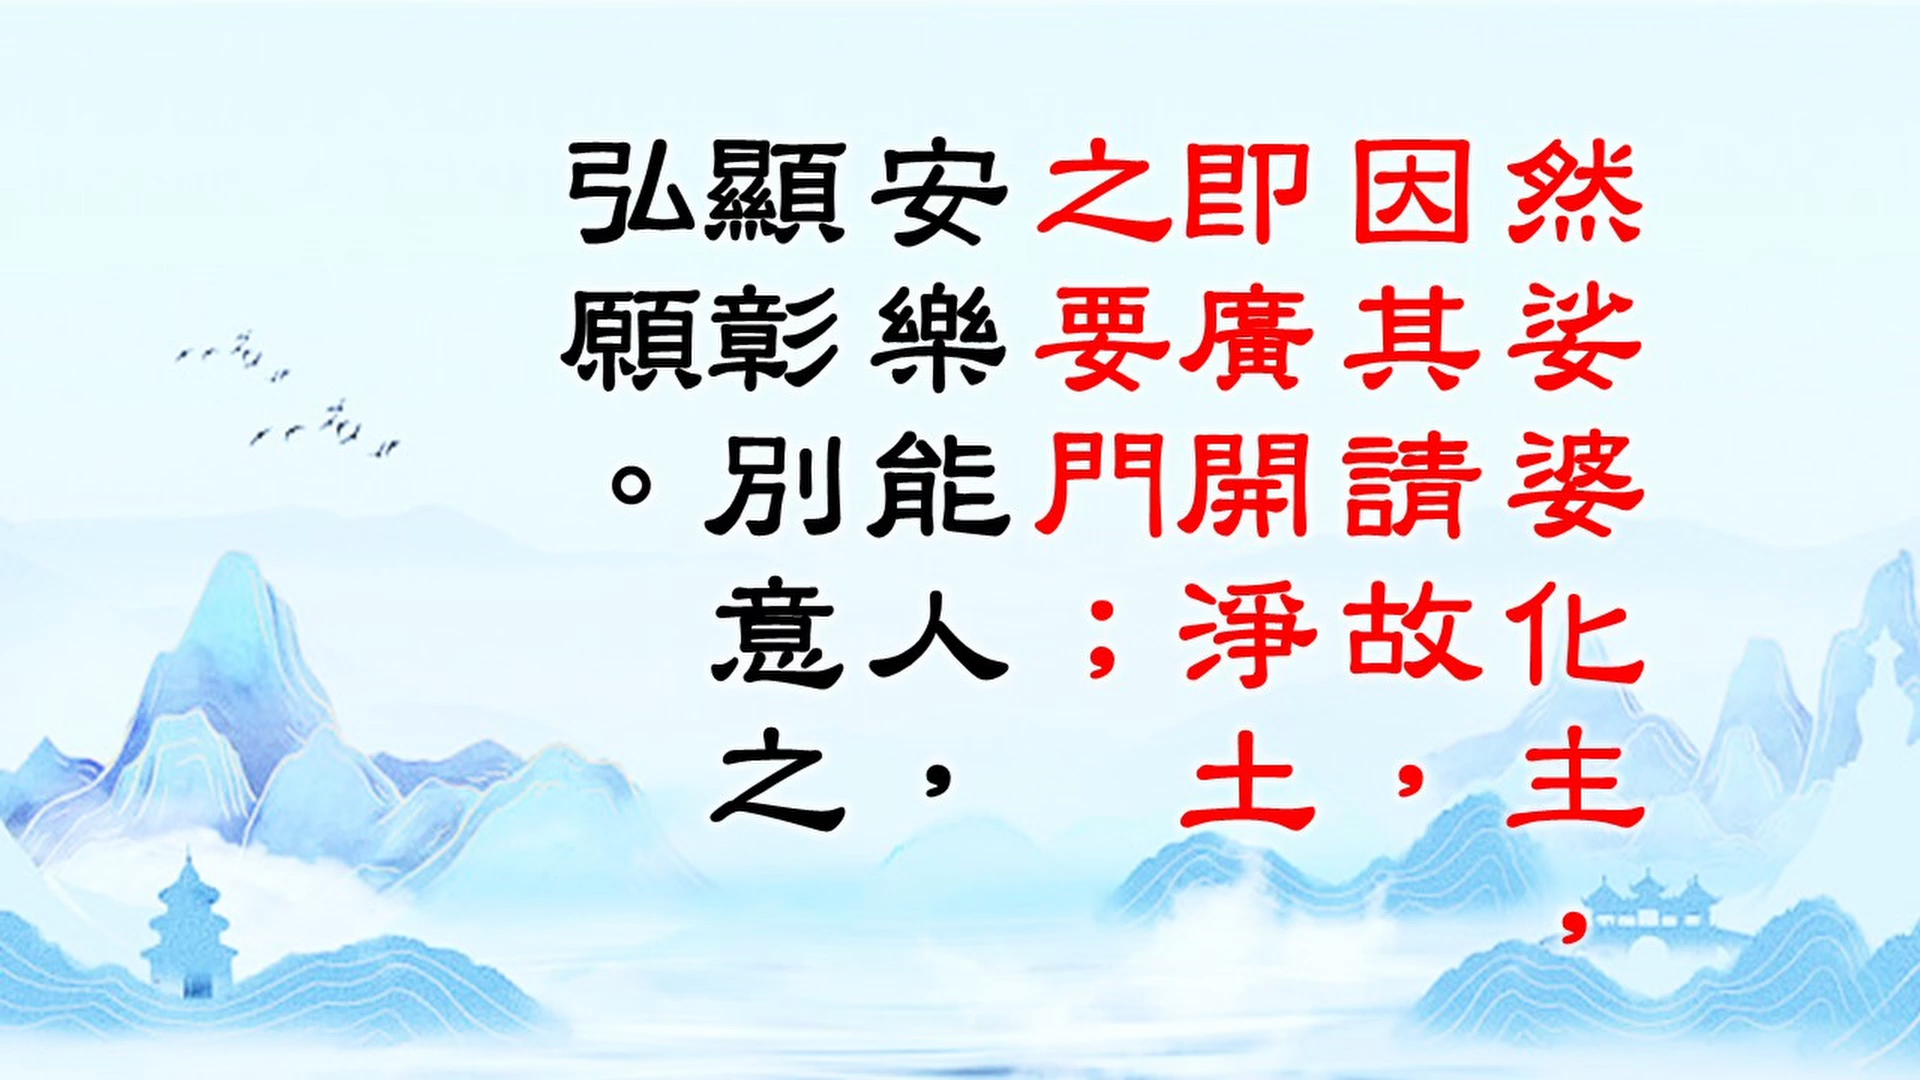 然娑婆化主，
因其請故，
即廣開淨土
之要門；
安樂能人，
顯彰別意之
弘願。